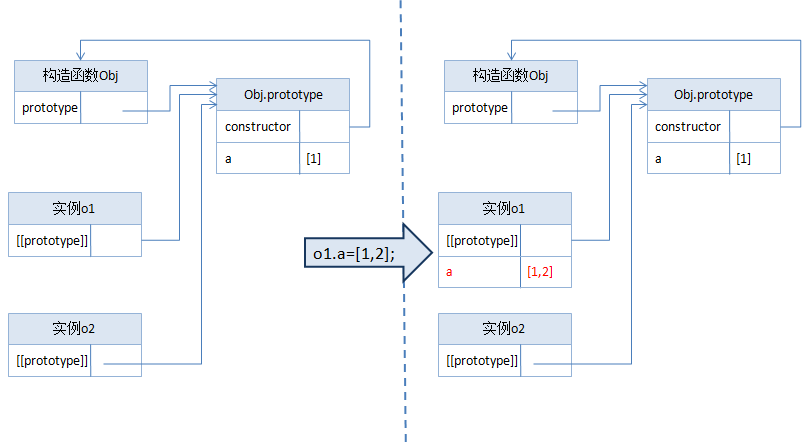 构造函数Obj
prototype
Obj.prototype
constructor
a [1]
实例o1
[[prototype]]
实例o2
[[prototype]]
o1.a=[1,2];
构造函数Obj
prototype
Obj.prototype
constructor
a [1]
实例o1
[[prototype]]
a [1,2]
实例o2
[[prototype]]